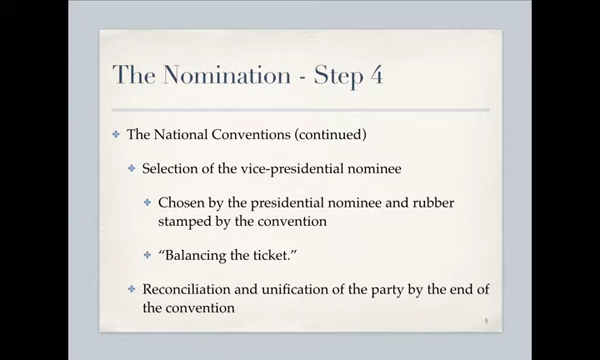 The Nomination - Step 4
The National Conventions (continued)
Selection of the vice-presidential nominee
Chosen by the presidential nominee and rubber
stamped by the convention
“Balancing the ticket.”
Reconciliation and unification of the party by the end of
the convention
5